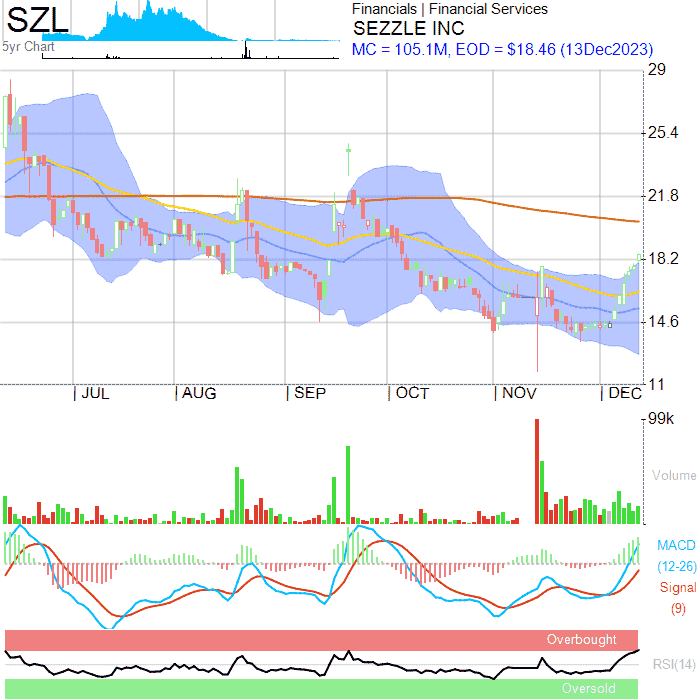 SZL
Financials | Financial Services
SEZZLE INC
5yr Chart
MC = 105.1M, EOD = $18.46 (13Dec2023)
29
25.4
21.8
18.2
14.6
11
| JUL | AUG | SEP | OCT | NOV | DEC
99k
Volume
MACD
(12-26)
Signal
(9)
Overbought
RSI(14)
Oversold